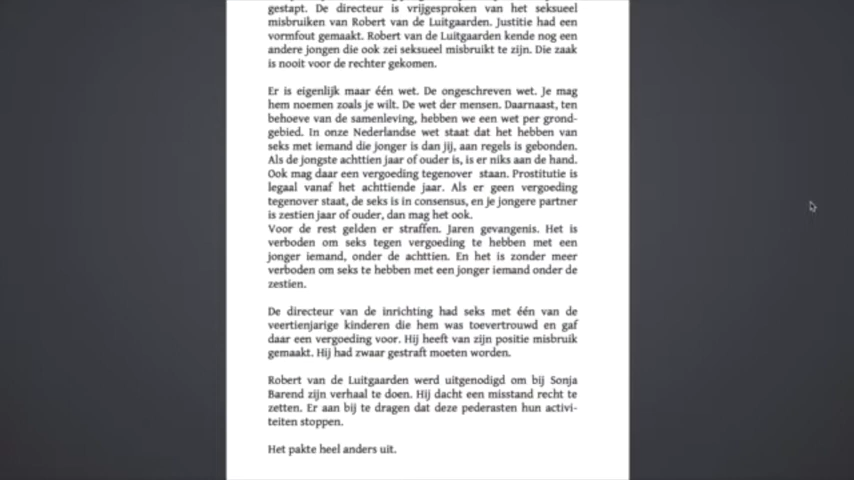 gestapt. De directeur is vrijgesproken van het seksueel
misbruiken van Robert van de Luitgaarden. Justitie had een
vormfout gemaakt. Robert van de Luitgaarden kende nog een
andere jongen die ook zei seksueel misbruikt te zijn. Die zaak
is nooit voor de rechter gekomen.
Er is eigenlijk maar één wet. De ongeschreven wet. Je mag
hem noemen zoals je wilt. De wet der mensen. Daarnaast, ten
behoeve van de samenleving, hebben we een wet per grond-
gebied. In onze Nederlandse wet staat dat het hebben van
seks met iemand die jonger is dan jij, aan regels is gebonden.
Als de jongste achttien jaar of ouder is, is er niks aan de hand.
Ook mag daar een vergoeding tegenover staan. Prostitutie is
legaal vanaf het achttiende jaar. Als er geen vergoeding
tegenover staat, de seks is in consensus, en je jongere partner
is zestien jaar of ouder, dan mag het ook.
Voor de rest gelden er straffen. Jaren gevangenis. Het is
verboden om seks tegen vergoeding te hebben met een
jonger iemand, onder de achttien. En het is zonder meer
verboden om seks te hebben met een jonger iemand onder de
zestien.
De directeur van de inrichting had seks met één van de
veertienjarige kinderen die hem was toevertrouwd en gaf
daar een vergoeding voor. Hij heeft van zijn positie misbruik
gemaakt. Hij had zwaar gestraft moeten worden.
Robert van de Luitgaarden werd uitgenodigd om bij Sonja
Barend zijn verhaal te doen. Hij dacht een misstand recht te
zetten. Er aan bij te dragen dat deze pederasten hun activi-
teiten stoppen.
Het pakte heel anders uit.